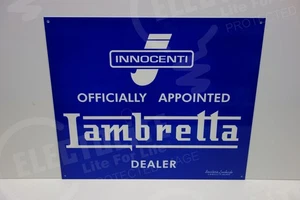 INNOCENTI
OFFICIALLY APPOINTED
Lambretta
DEALER